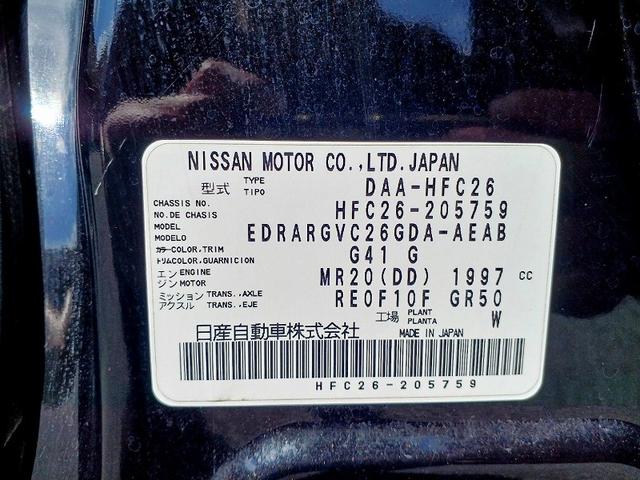 NISSAN MOTOR CO.,LTD.JAPAN
型式 TYPE TIPO DAA-HFC26
CHASSIS NO. NO.DE CHASIS HFC26-205759
MODEL MODELO EDRARGVC26GDA-AEAB
カラー COLOR,TRIM トリム COLOR,GUARNICION G41 G
エンジン ENGINE MOTOR MR20(DD) 1997 cc
ミッション アクスル TRANS.,AXLE TRANS.,EJE RE0F10F GR50
工場 PLANT PLANTA W
日産自動車株式会社 MADE IN JAPAN
HFC26-205759